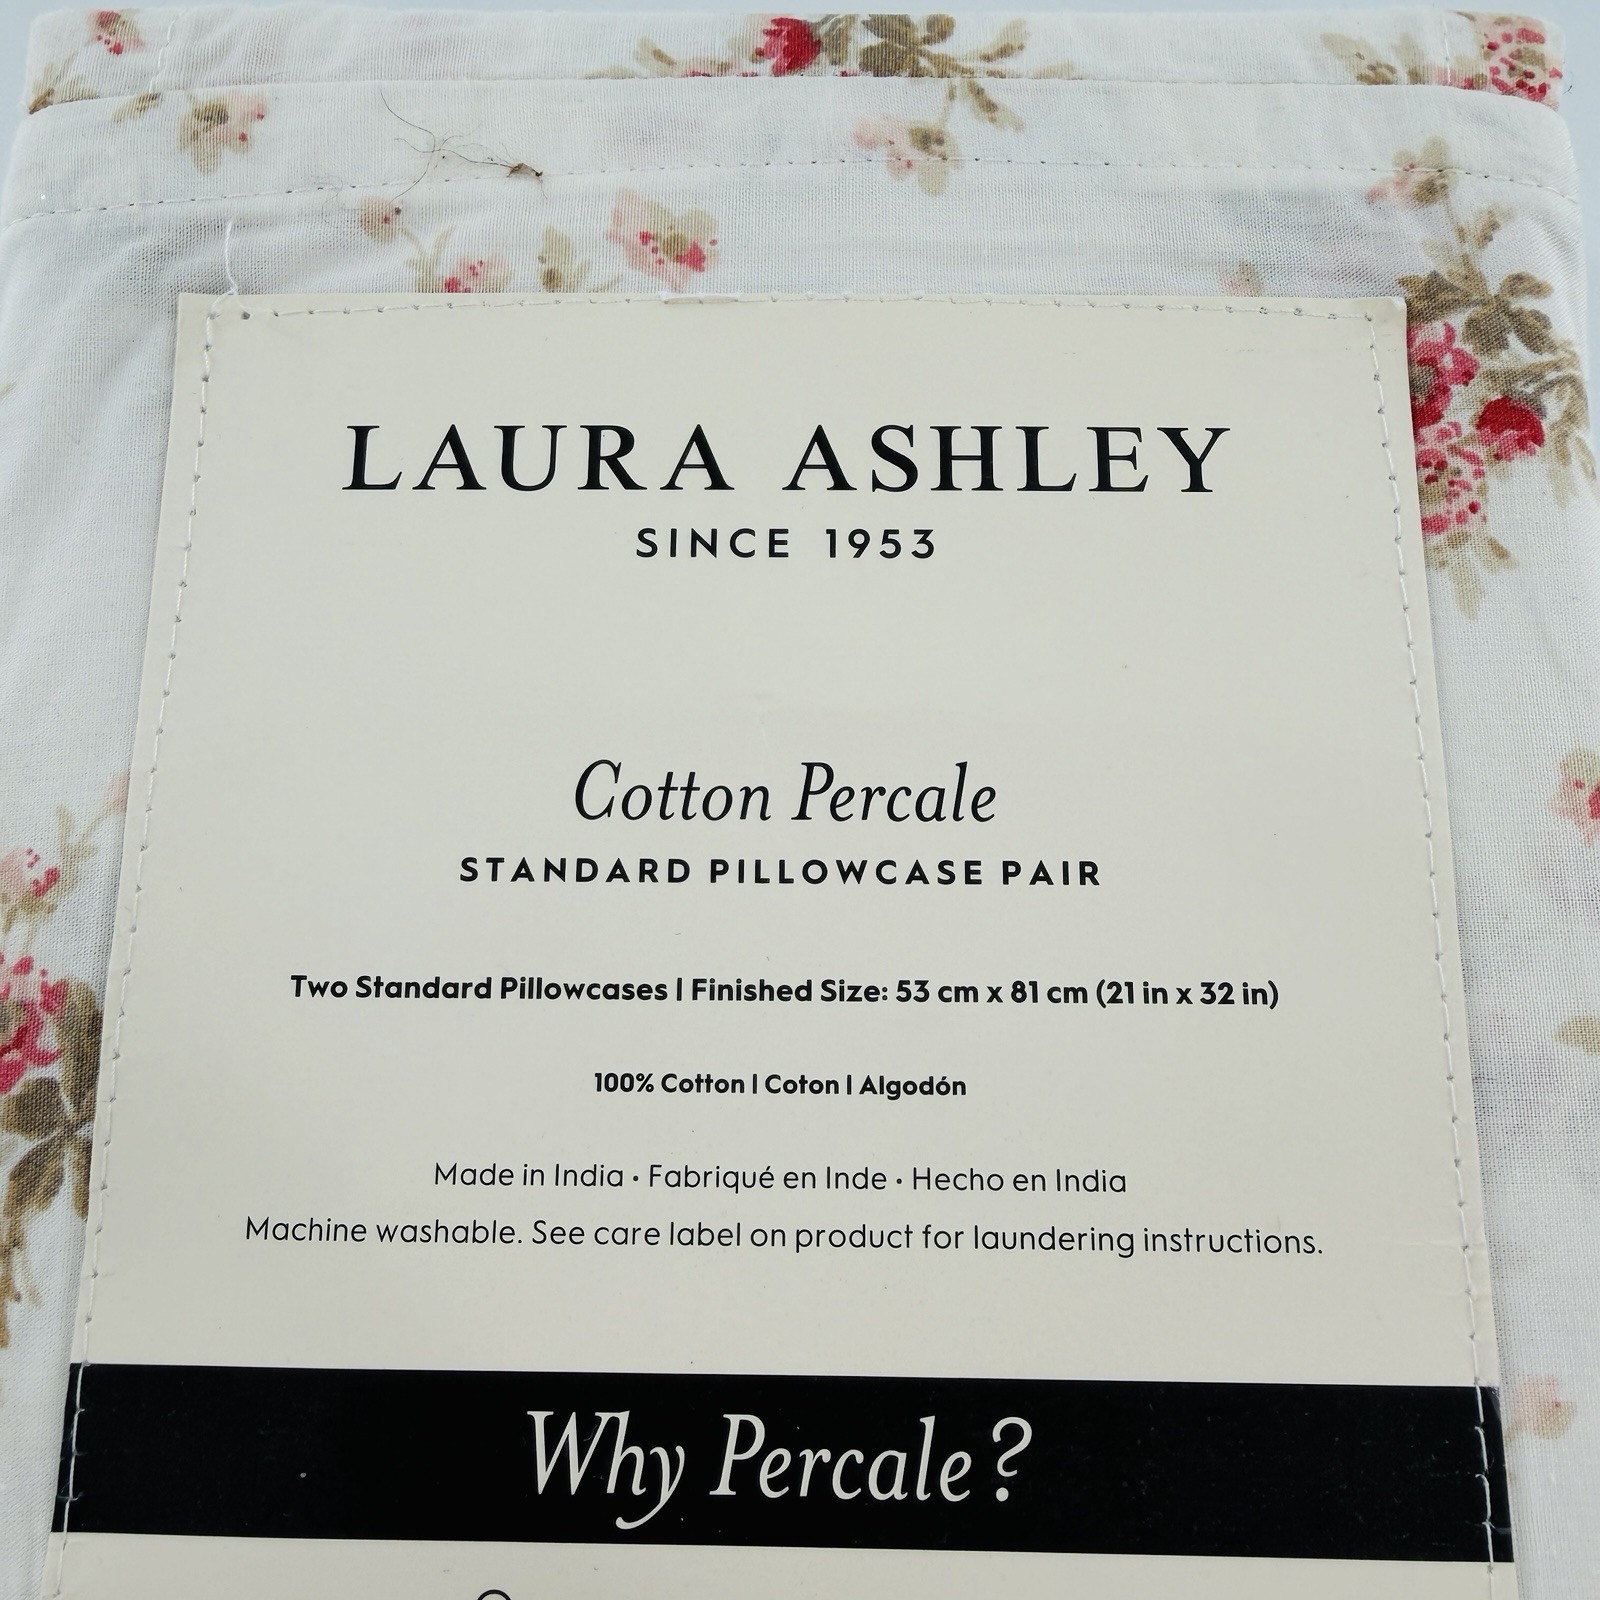 LAURA ASHLEY
SINCE 1953
Cotton Percale
STANDARD PILLOWCASE PAIR
Two Standard Pillowcases | Finished Size: 53 cm x 81 cm (21 in x 32 in)
100% Cotton | Coton | Algodón
Made in India • Fabriqué en Inde • Hecho en India
Machine washable. See care label on product for laundering instructions.
Why Percale?